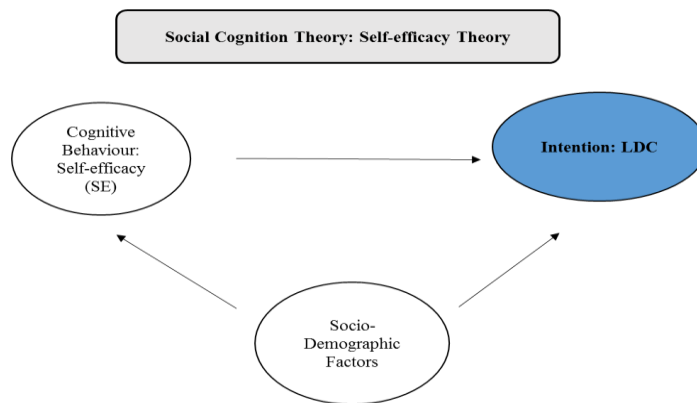 Social Cognition Theory: Self-efficacy Theory
Cognitive
Behaviour:
Self-efficacy
(SE)
Intention: LDC
Socio-
Demographic
Factors